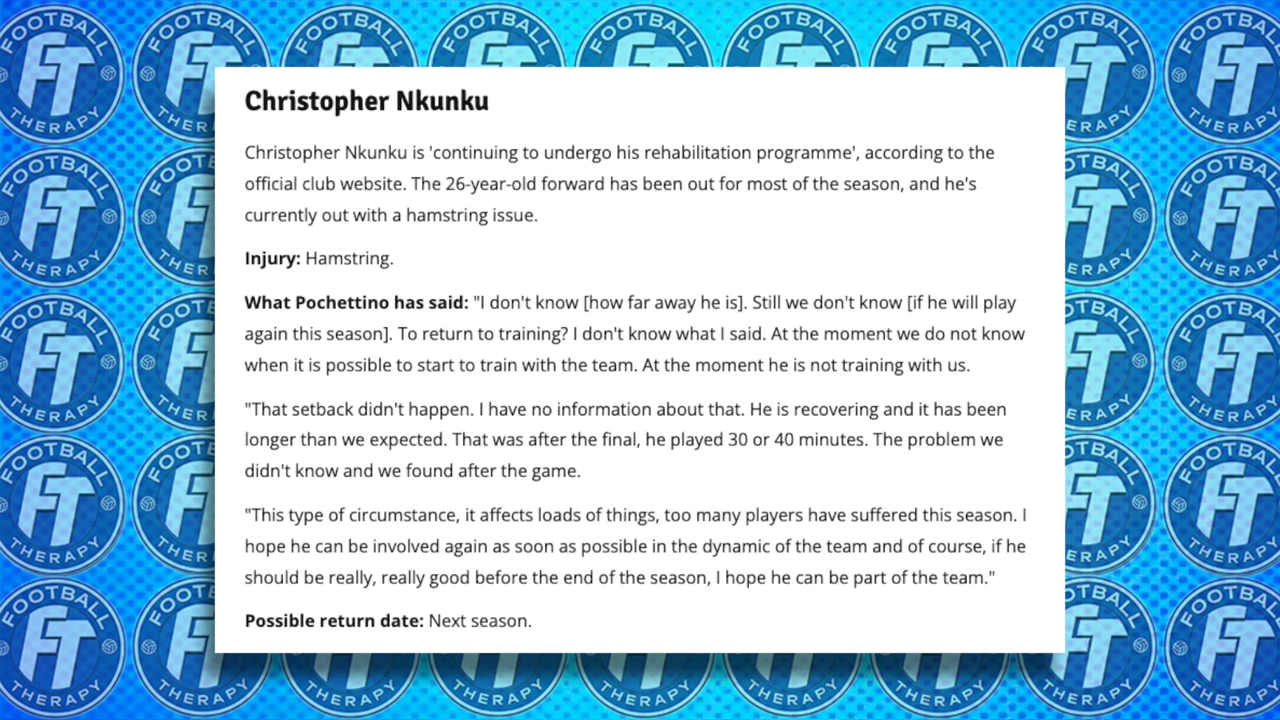 Christopher Nkunku
Christopher Nkunku is 'continuing to undergo his rehabilitation programme', according to the
official club website. The 26-year-old forward has been out for most of the season, and he's
currently out with a hamstring issue.
Injury: Hamstring.
What Pochettino has said: "I don't know [how far away he is]. Still we don't know [if he will play
again this season]. To return to training? I don't know what I said. At the moment we do not know
when it is possible to start to train with the team. At the moment he is not training with us.
"That setback didn't happen. I have no information about that. He is recovering and it has been
longer than we expected. That was after the final, he played 30 or 40 minutes. The problem we
didn't know and we found after the game.
"This type of circumstance, it affects loads of things, too many players have suffered this season. I
hope he can be involved again as soon as possible in the dynamic of the team and of course, if he
should be really, really good before the end of the season, I hope he can be part of the team."
Possible return date: Next season.
FOOTBALL
FT
THERAPY